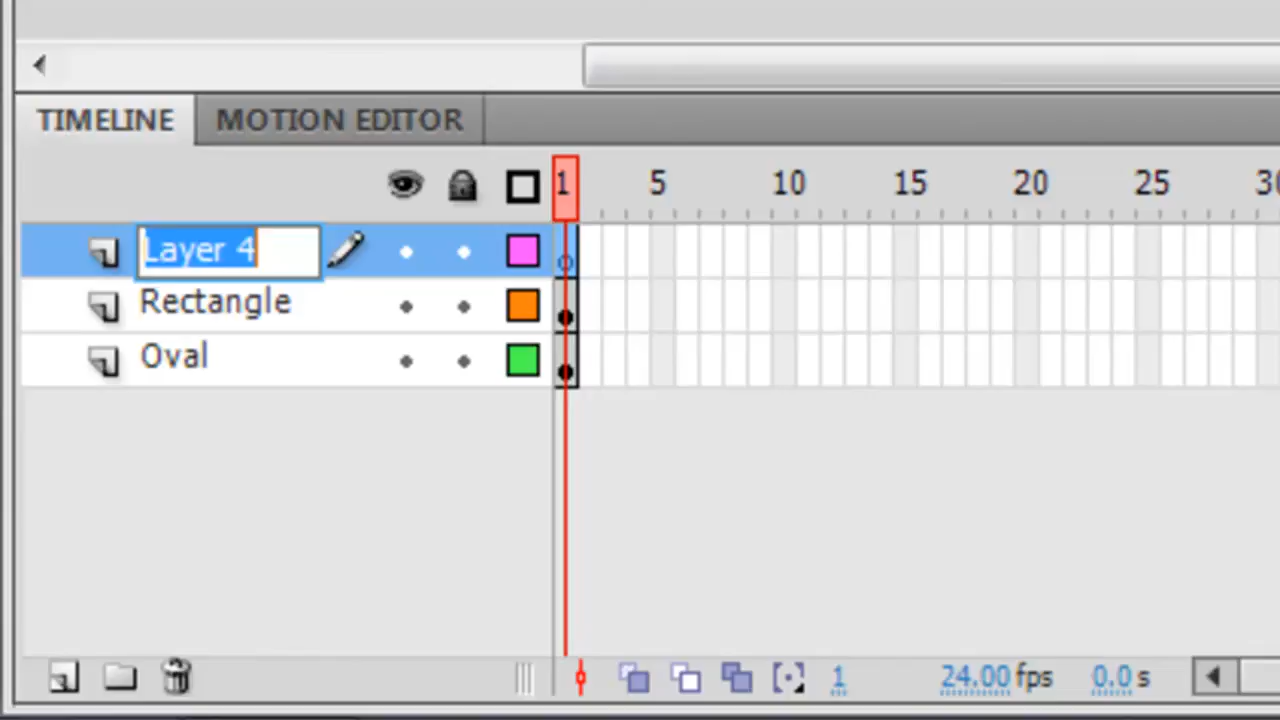 TIMELINE MOTION EDITOR
1 5 10 15 20 25 30
Layer 4
Rectangle
Oval
1 24.00 fps 0.0 s